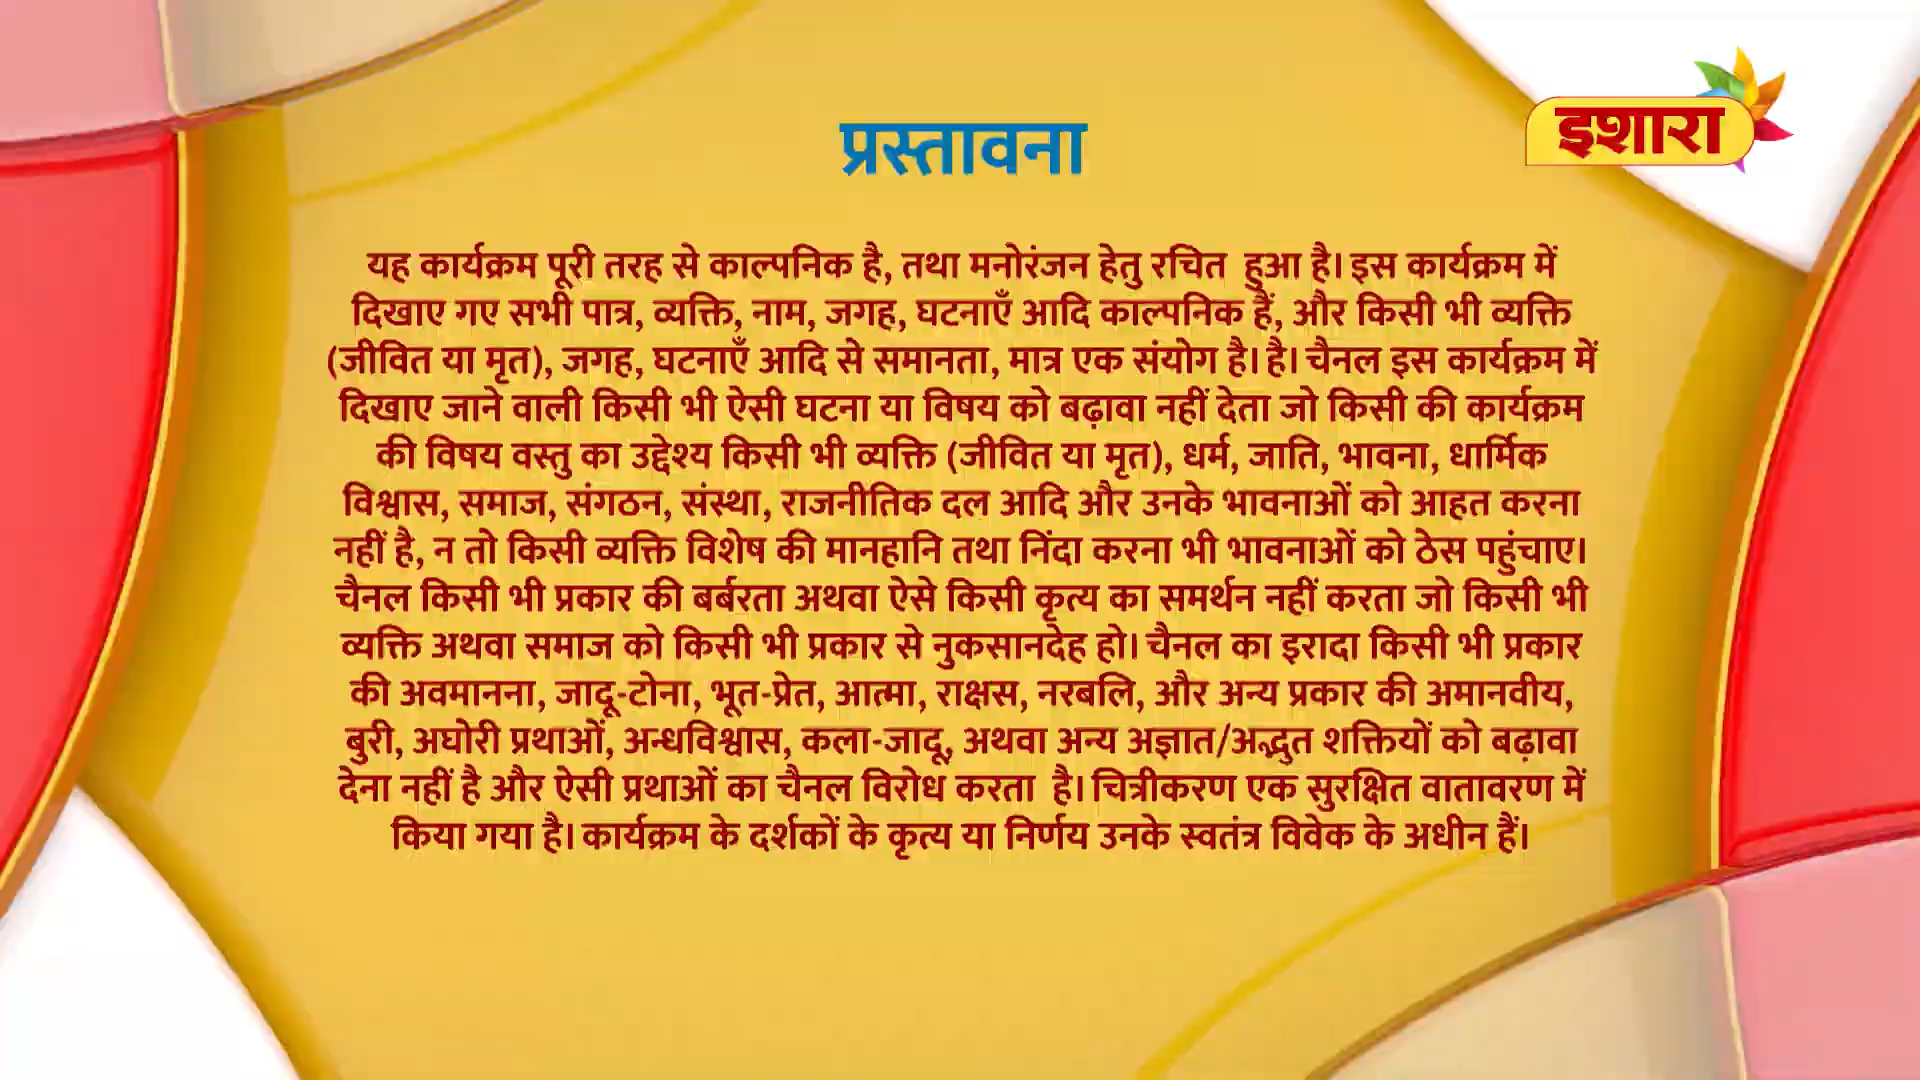 इशारा
प्रस्तावना
यह कार्यक्रम पूरी तरह से काल्पनिक है, तथा मनोरंजन हेतु रचित हुआ है। इस कार्यक्रम में
दिखाए गए सभी पात्र, व्यक्ति, नाम, जगह, घटनाएँ आदि काल्पनिक हैं, और किसी भी व्यक्ति
(जीवित या मृत), जगह, घटनाएँ आदि से समानता, मात्र एक संयोग है। है। चैनल इस कार्यक्रम में
दिखाए जाने वाली किसी भी ऐसी घटना या विषय को बढ़ावा नहीं देता जो किसी की कार्यक्रम
की विषय वस्तु का उद्देश्य किसी भी व्यक्ति (जीवित या मृत), धर्म, जाति, भावना, धार्मिक
विश्वास, समाज, संगठन, संस्था, राजनीतिक दल आदि और उनके भावनाओं को आहत करना
नहीं है, न तो किसी व्यक्ति विशेष की मानहानि तथा निंदा करना भी भावनाओं को ठेस पहुंचाए।
चैनल किसी भी प्रकार की बर्बरता अथवा ऐसे किसी कृत्य का समर्थन नहीं करता जो किसी भी
व्यक्ति अथवा समाज को किसी भी प्रकार से नुकसानदेह हो। चैनल का इरादा किसी भी प्रकार
की अवमानना, जादू-टोना, भूत-प्रेत, आत्मा, राक्षस, नरबलि, और अन्य प्रकार की अमानवीय,
बुरी, अघोरी प्रथाओं, अन्धविश्वास, कला-जादू, अथवा अन्य अज्ञात/अद्भुत शक्तियों को बढ़ावा
देना नहीं है और ऐसी प्रथाओं का चैनल विरोध करता है। चित्रीकरण एक सुरक्षित वातावरण में
किया गया है। कार्यक्रम के दर्शकों के कृत्य या निर्णय उनके स्वतंत्र विवेक के अधीन हैं।